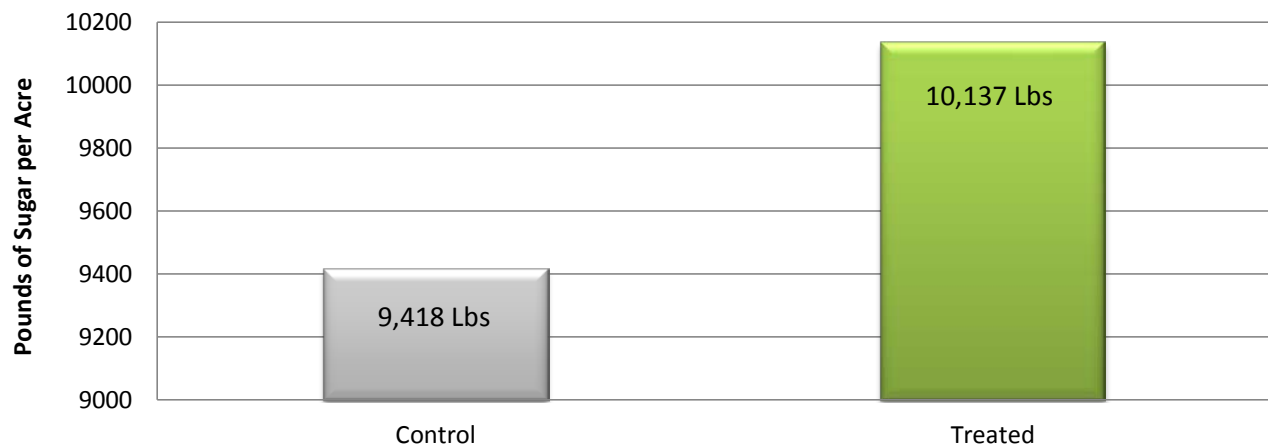 Pounds of Sugar per Acre
10200
10000
9800
9600
9400
9200
9000
9,418 Lbs
10,137 Lbs
Control
Treated